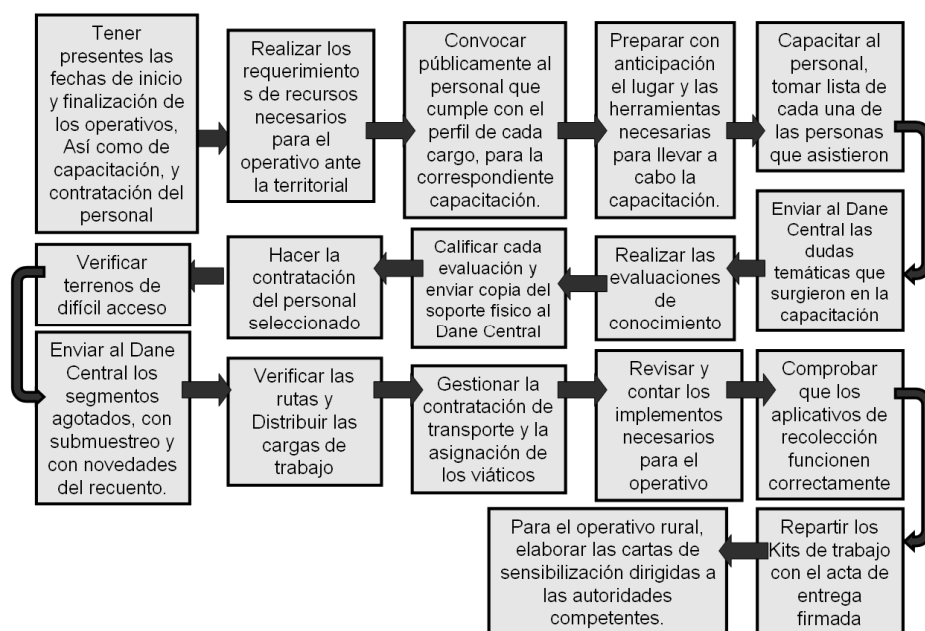 Tener
presentes las
fechas de inicio
y finalización de
los operativos,
Así como de
capacitación, y
contratación del
personal
Realizar los
requerimiento
s de recursos
necesarios
para el
operativo ante
la territorial
Convocar
públicamente al
personal que
cumple con el
perfil de cada
cargo, para la
correspondiente
capacitación.
Preparar con
anticipación
el lugar y las
herramientas
necesarias
para llevar a
cabo la
capacitación.
Capacitar al
personal,
tomar lista de
cada una de
las personas
que asistieron
Enviar al Dane
Central las
dudas
temáticas que
surgieron en la
capacitación
Realizar las
evaluaciones
de
conocimiento
Calificar cada
evaluación y
enviar copia del
soporte físico al
Dane Central
Hacer la
contratación
del personal
seleccionado
Verificar
terrenos de
difícil acceso
Enviar al Dane
Central los
segmentos
agotados, con
submuestreo y
con novedades
del recuento.
Verificar las
rutas y
Distribuir las
cargas de
trabajo
Gestionar la
contratación de
transporte y la
asignación de
los viáticos
Revisar y
contar los
implementos
necesarios
para el
operativo
Comprobar
que los
aplicativos de
recolección
funcionen
correctamente
Repartir los
Kits de trabajo
con el acta de
entrega
firmada
Para el operativo rural,
elaborar las cartas de
sensibilización dirigidas a
las autoridades
competentes.